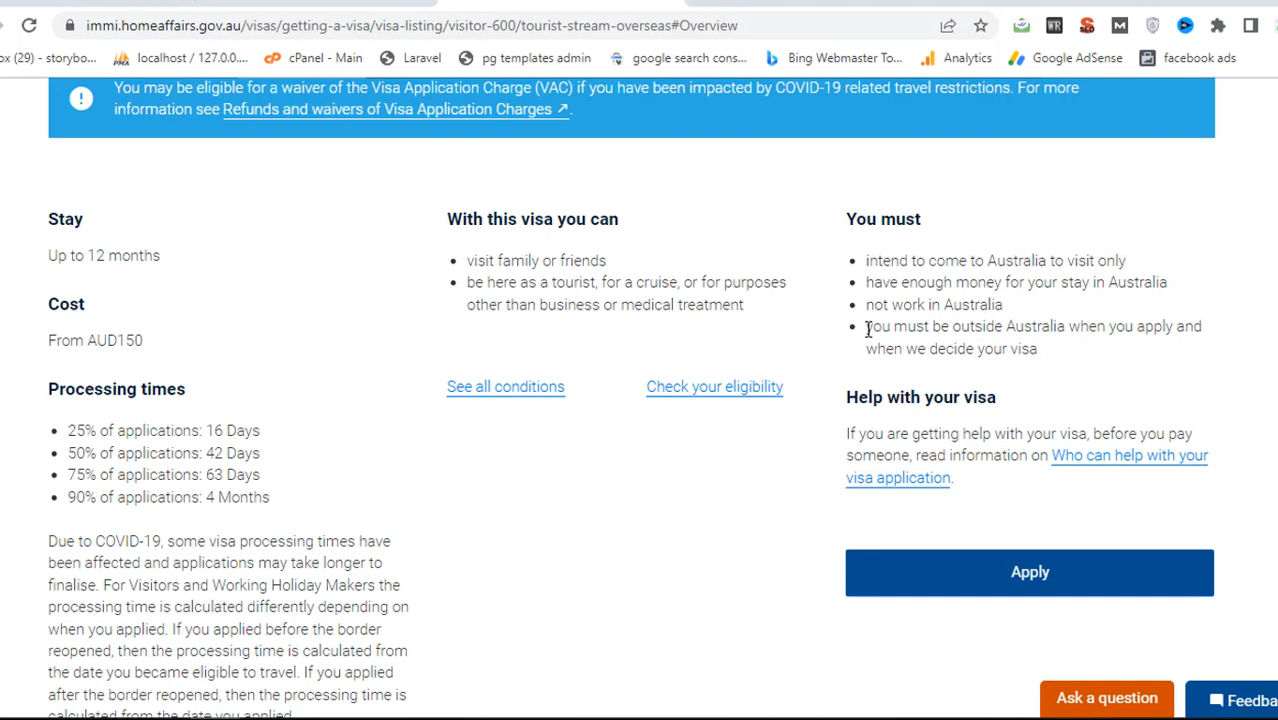 immi.homeaffairs.gov.au/visas/getting-a-visa/visa-listing/visitor-600/tourist-stream-overseas#Overview
ox (29) - storybo...
localhost / 127.0.0....
cPanel - Main
Laravel
pg templates admin
google search cons...
Bing Webmaster To...
Analytics
Google AdSense
facebook ads
You may be eligible for a waiver of the Visa Application Charge (VAC) if you have been impacted by COVID-19 related travel restrictions. For more
information see Refunds and waivers of Visa Application Charges ↗.
Stay
Up to 12 months
Cost
From AUD150
Processing times
25% of applications: 16 Days
50% of applications: 42 Days
75% of applications: 63 Days
90% of applications: 4 Months
Due to COVID-19, some visa processing times have
been affected and applications may take longer to
finalise. For Visitors and Working Holiday Makers the
processing time is calculated differently depending on
when you applied. If you applied before the border
reopened, then the processing time is calculated from
the date you became eligible to travel. If you applied
after the border reopened, then the processing time is
calculated from the date you applied.
With this visa you can
visit family or friends
be here as a tourist, for a cruise, or for purposes
other than business or medical treatment
See all conditions
Check your eligibility
You must
intend to come to Australia to visit only
have enough money for your stay in Australia
not work in Australia
you must be outside Australia when you apply and
when we decide your visa
Help with your visa
If you are getting help with your visa, before you pay
someone, read information on Who can help with your
visa application.
Apply
Ask a question
Feedba